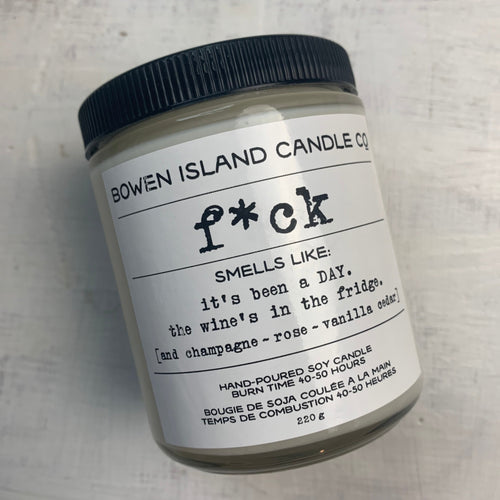 BOWEN ISLAND CANDLE CO
f*ck
SMELLS LIKE:
it's been a DAY.
the wine's in the fridge.
[and champagne ~ rose ~ vanilla cedar]
HAND-POURED SOY CANDLE
BURN TIME 40-50 HOURS
BOUGIE DE SOJA COULÉE A LA MAIN
TEMPS DE COMBUSTION 40-50 HEURES
220 g